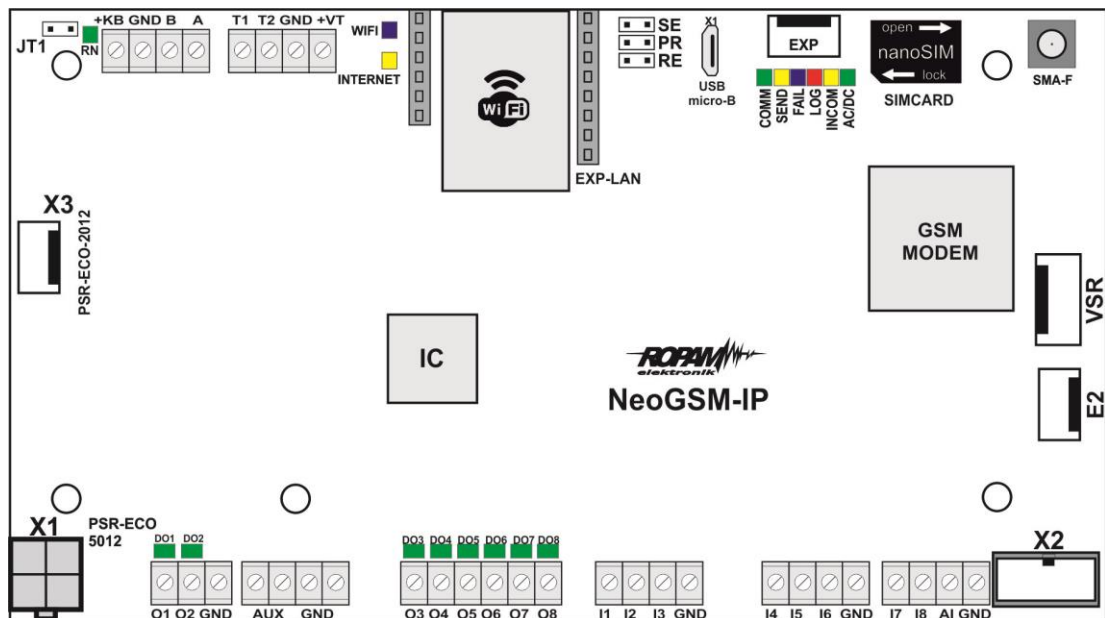 +KB GND B A
T1 T2 GND +VT
WIFI
JT1
RN
INTERNET
WiFi
SE
PR
RE
X1
USB
micro-B
EXP
COMM
SEND
FAIL
LOG
INCOM
AC/DC
open
nanoSIM
lock
SIMCARD
SMA-F
EXP-LAN
X3
PSR-ECO-2012
GSM
MODEM
VSR
IC
ROPAM
elektronik
NeoGSM-IP
E2
X1
PSR-ECO
5012
DO1 DO2
DO3 DO4 DO5 DO6 DO7 DO8
X2
O1 O2 GND
AUX GND
O3 O4 O5 O6 O7 O8
I1 I2 I3 GND
I4 I5 I6 GND
I7 I8 AI GND